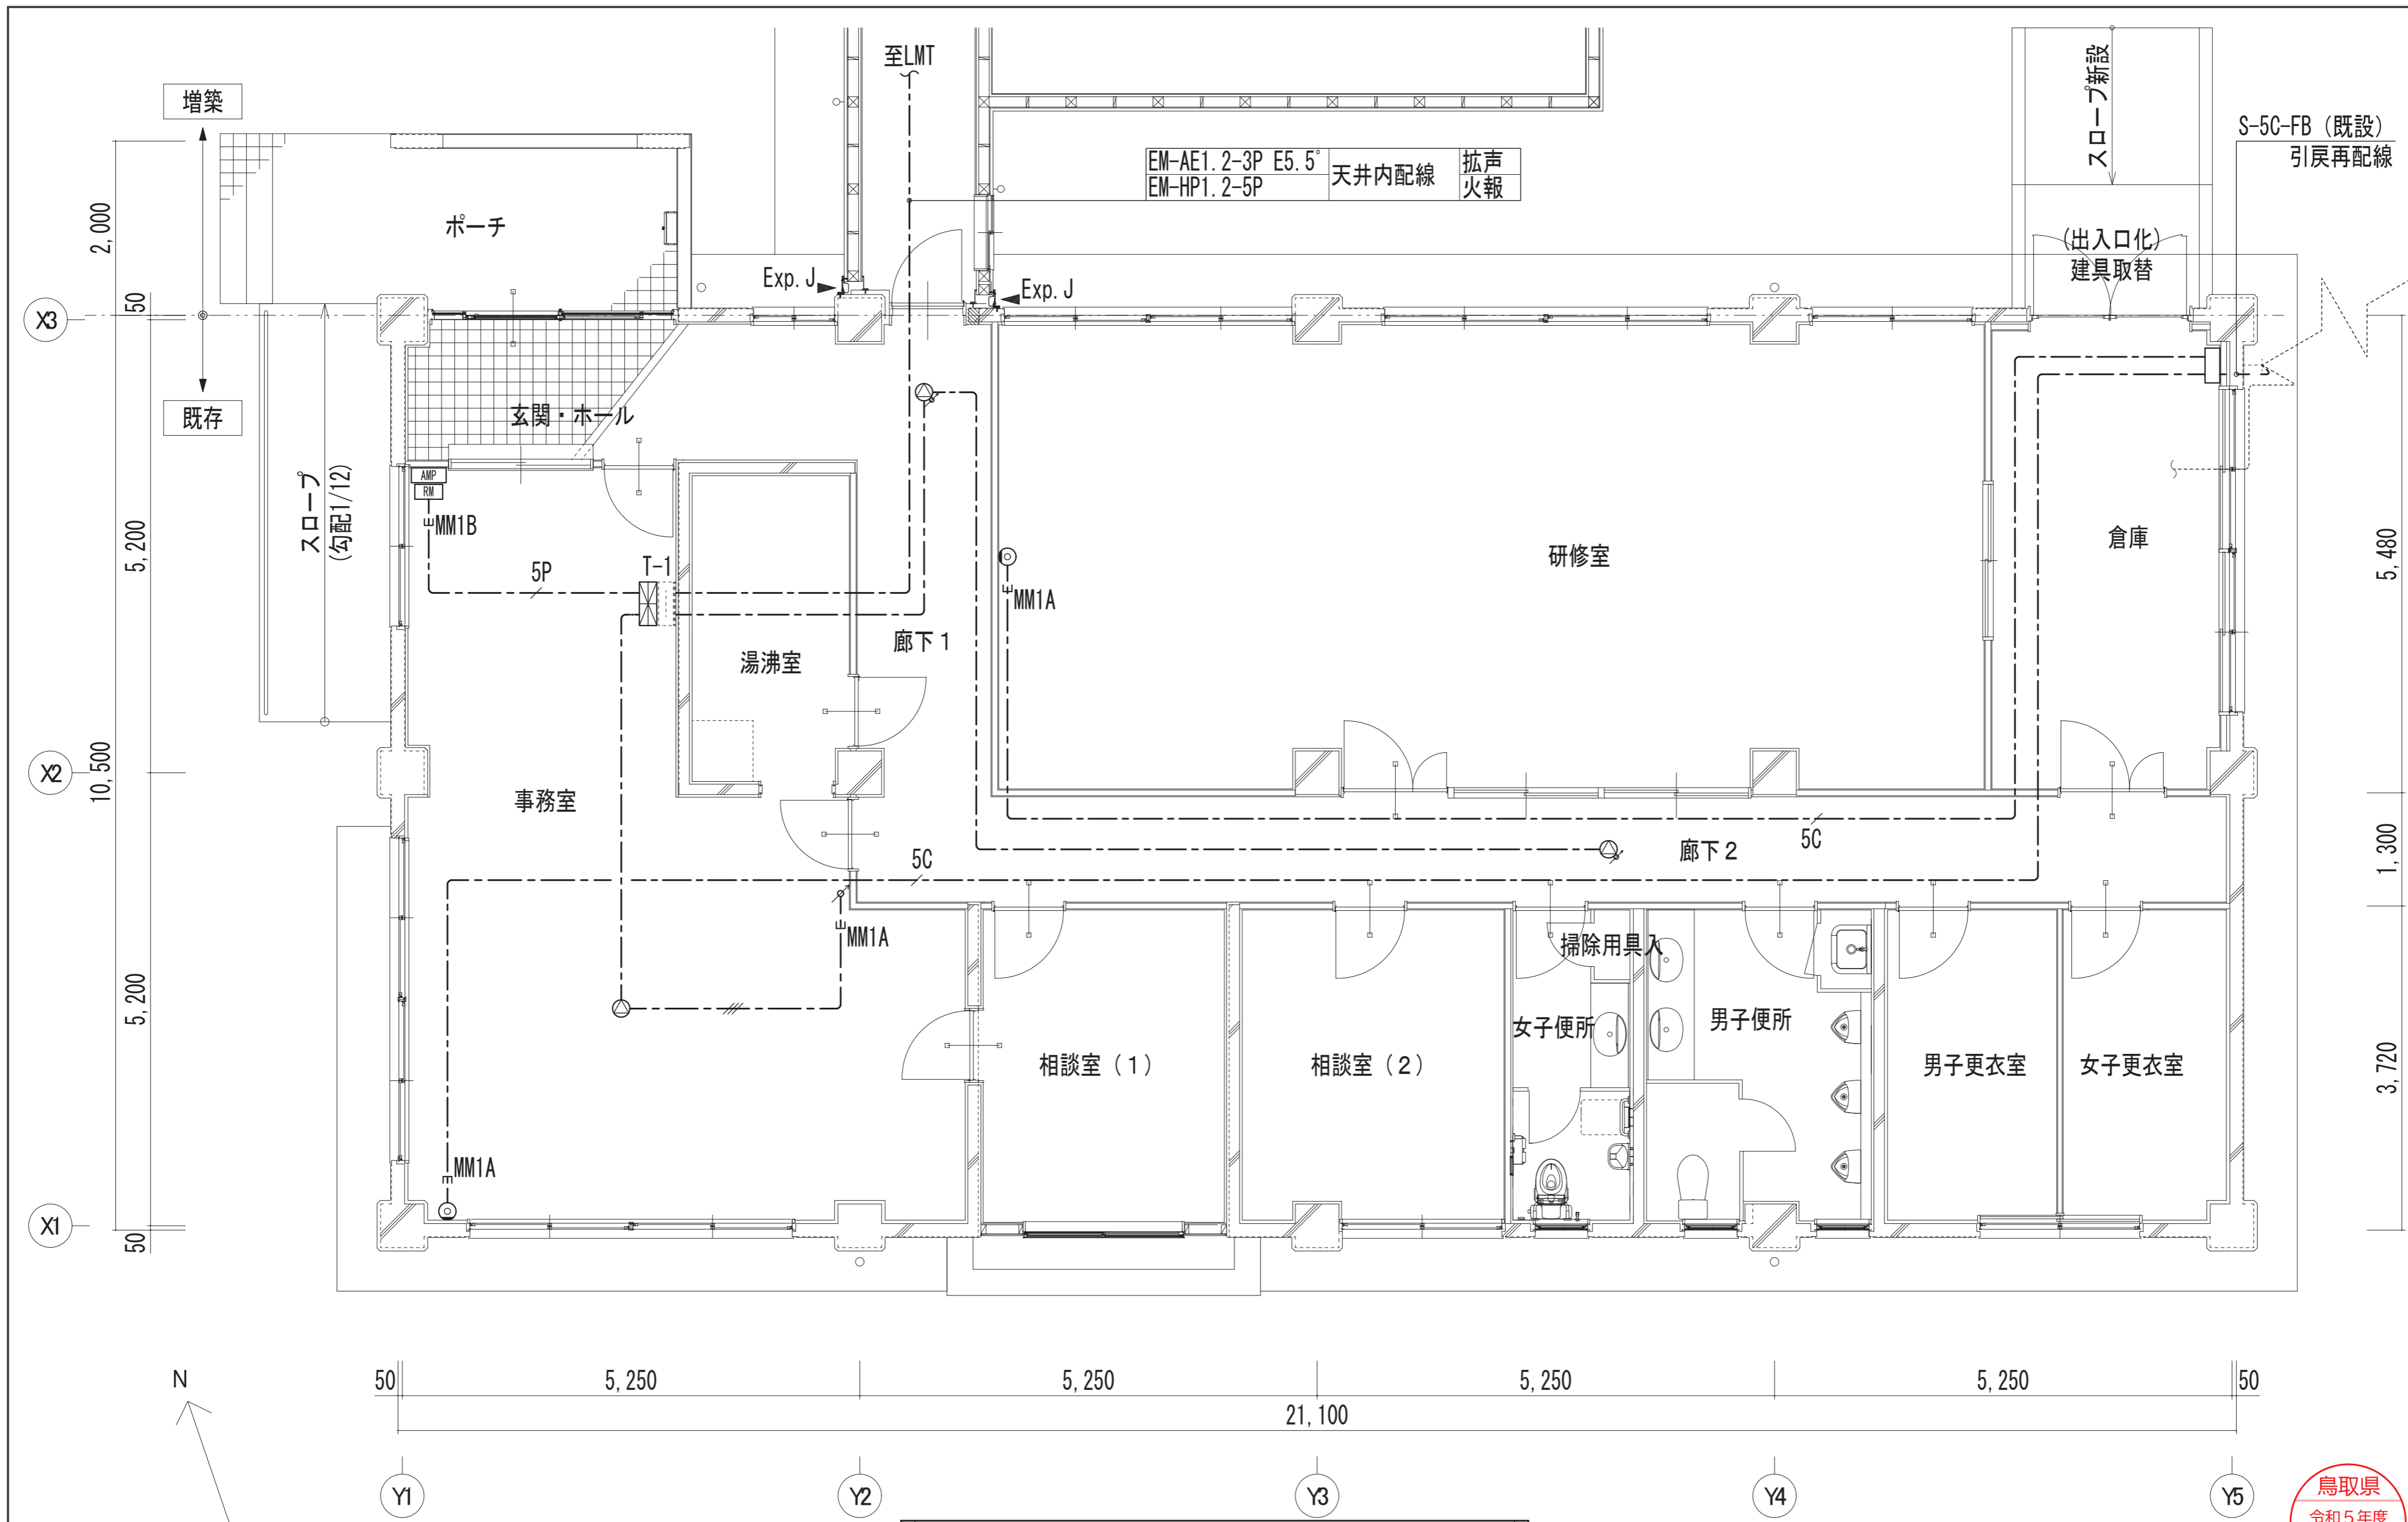 至LMT
増築
スロープ新設
S-5C-FB (既設)
引戻再配線
EM-AE1.2-3P E5.5°
天井内配線
拡声
EM-HP1.2-5P
火報
2,000
ポーチ
(出入口化)
建具取替
Exp.J
Exp.J
50
X3
既存
玄関・ホール
AMP
RM
MM1B
スロープ
(勾配1/12)
5,200
5P
T-1
MM1A
研修室
倉庫
5,480
廊下1
湯沸室
X2
10,500
事務室
5C
廊下2
5C
1,300
MM1A
掃除用具入
5,200
女子便所
男子便所
相談室(1)
相談室(2)
男子更衣室
女子更衣室
3,720
MM1A
X1
50
N
50
5,250
5,250
5,250
5,250
50
21,100
Y1
Y2
Y3
Y4
Y5
鳥取県
令和5年度